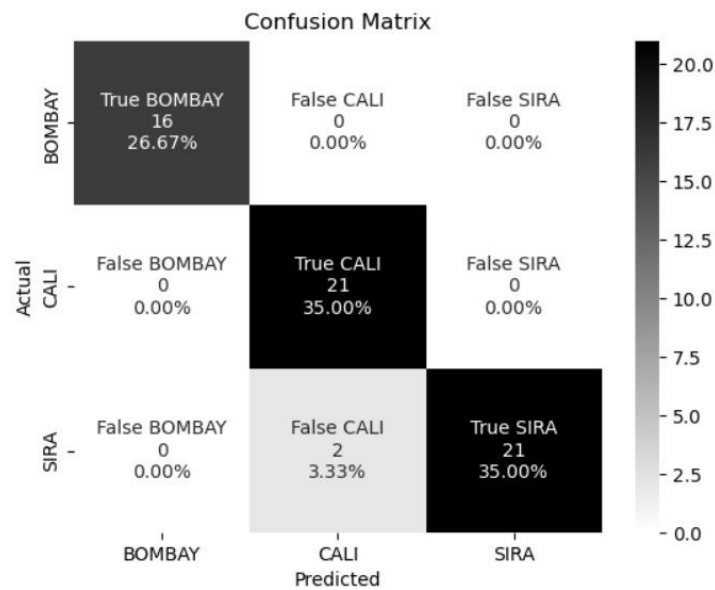 Confusion Matrix
BOMBAY
True BOMBAY
16
26.67%
False CALI
0
0.00%
False SIRA
0
0.00%
Actual
CALI
False BOMBAY
0
0.00%
True CALI
21
35.00%
False SIRA
0
0.00%
SIRA
False BOMBAY
0
0.00%
False CALI
2
3.33%
True SIRA
21
35.00%
BOMBAY
CALI
SIRA
Predicted
20.0
17.5
15.0
12.5
10.0
7.5
5.0
2.5
0.0